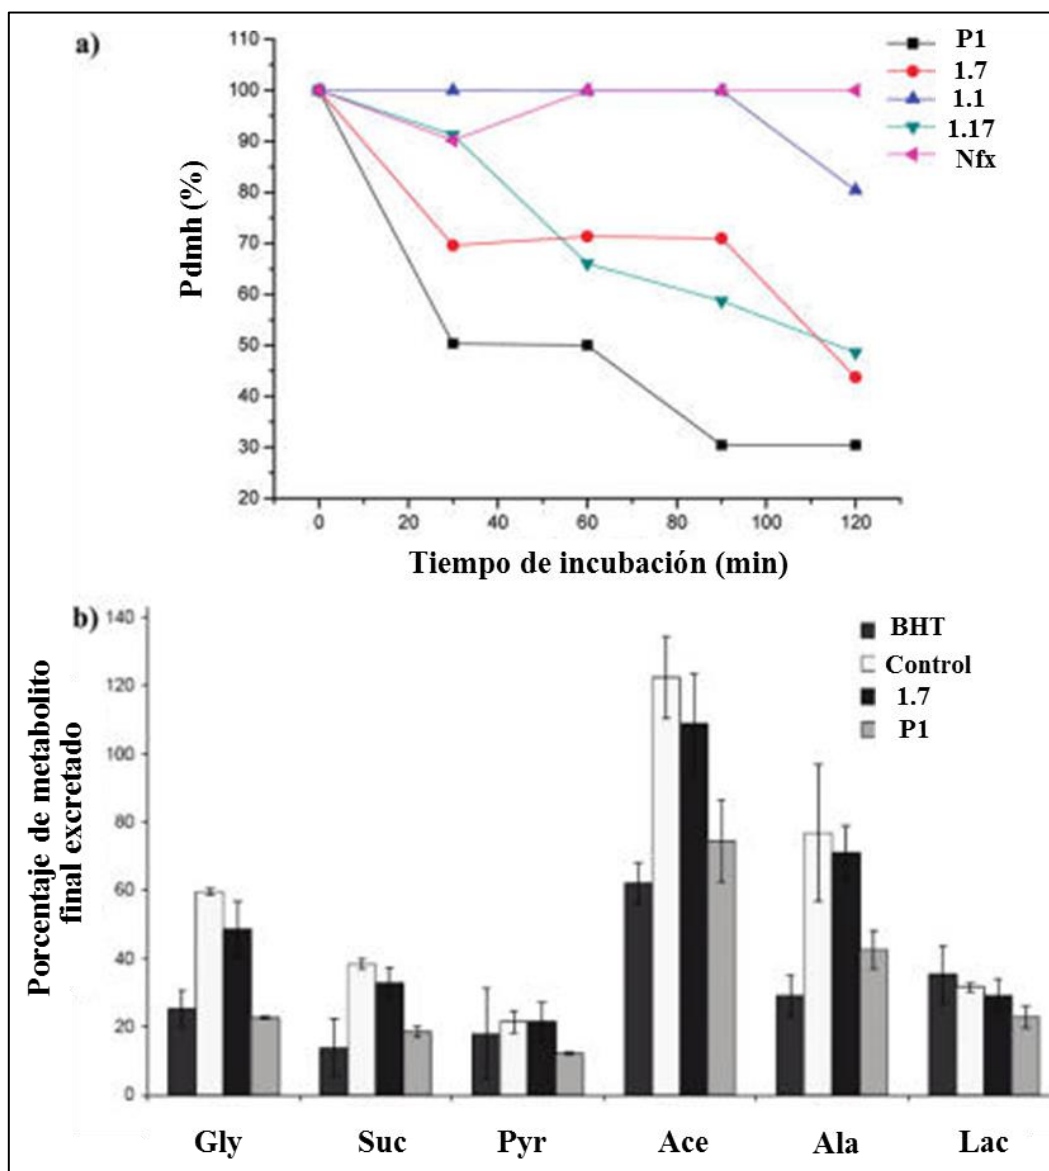 a)
110
100
90
80
70
60
50
40
30
20
Pdmh (%)
0 20 40 60 80 100 120
Tiempo de incubación (min)
P1
1.7
1.1
1.17
Nfx
b)
140
120
100
80
60
40
20
0
Porcentaje de metabolito
final excretado
BHT
Control
1.7
P1
Gly Suc Pyr Ace Ala Lac